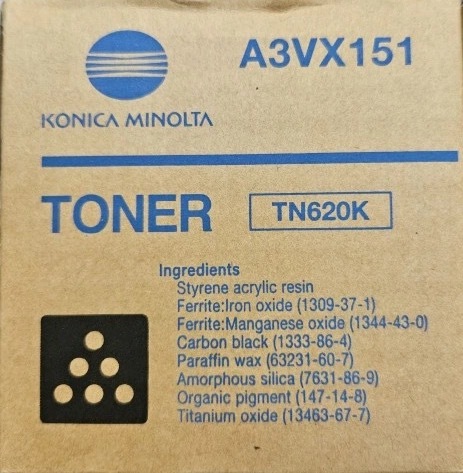 A3VX151
KONICA MINOLTA
TONER TN620K
Ingredients
Styrene acrylic resin
Ferrite:Iron oxide (1309-37-1)
Ferrite:Manganese oxide (1344-43-0)
Carbon black (1333-86-4)
Paraffin wax (63231-60-7)
Amorphous silica (7631-86-9)
Organic pigment (147-14-8)
Titanium oxide (13463-67-7)